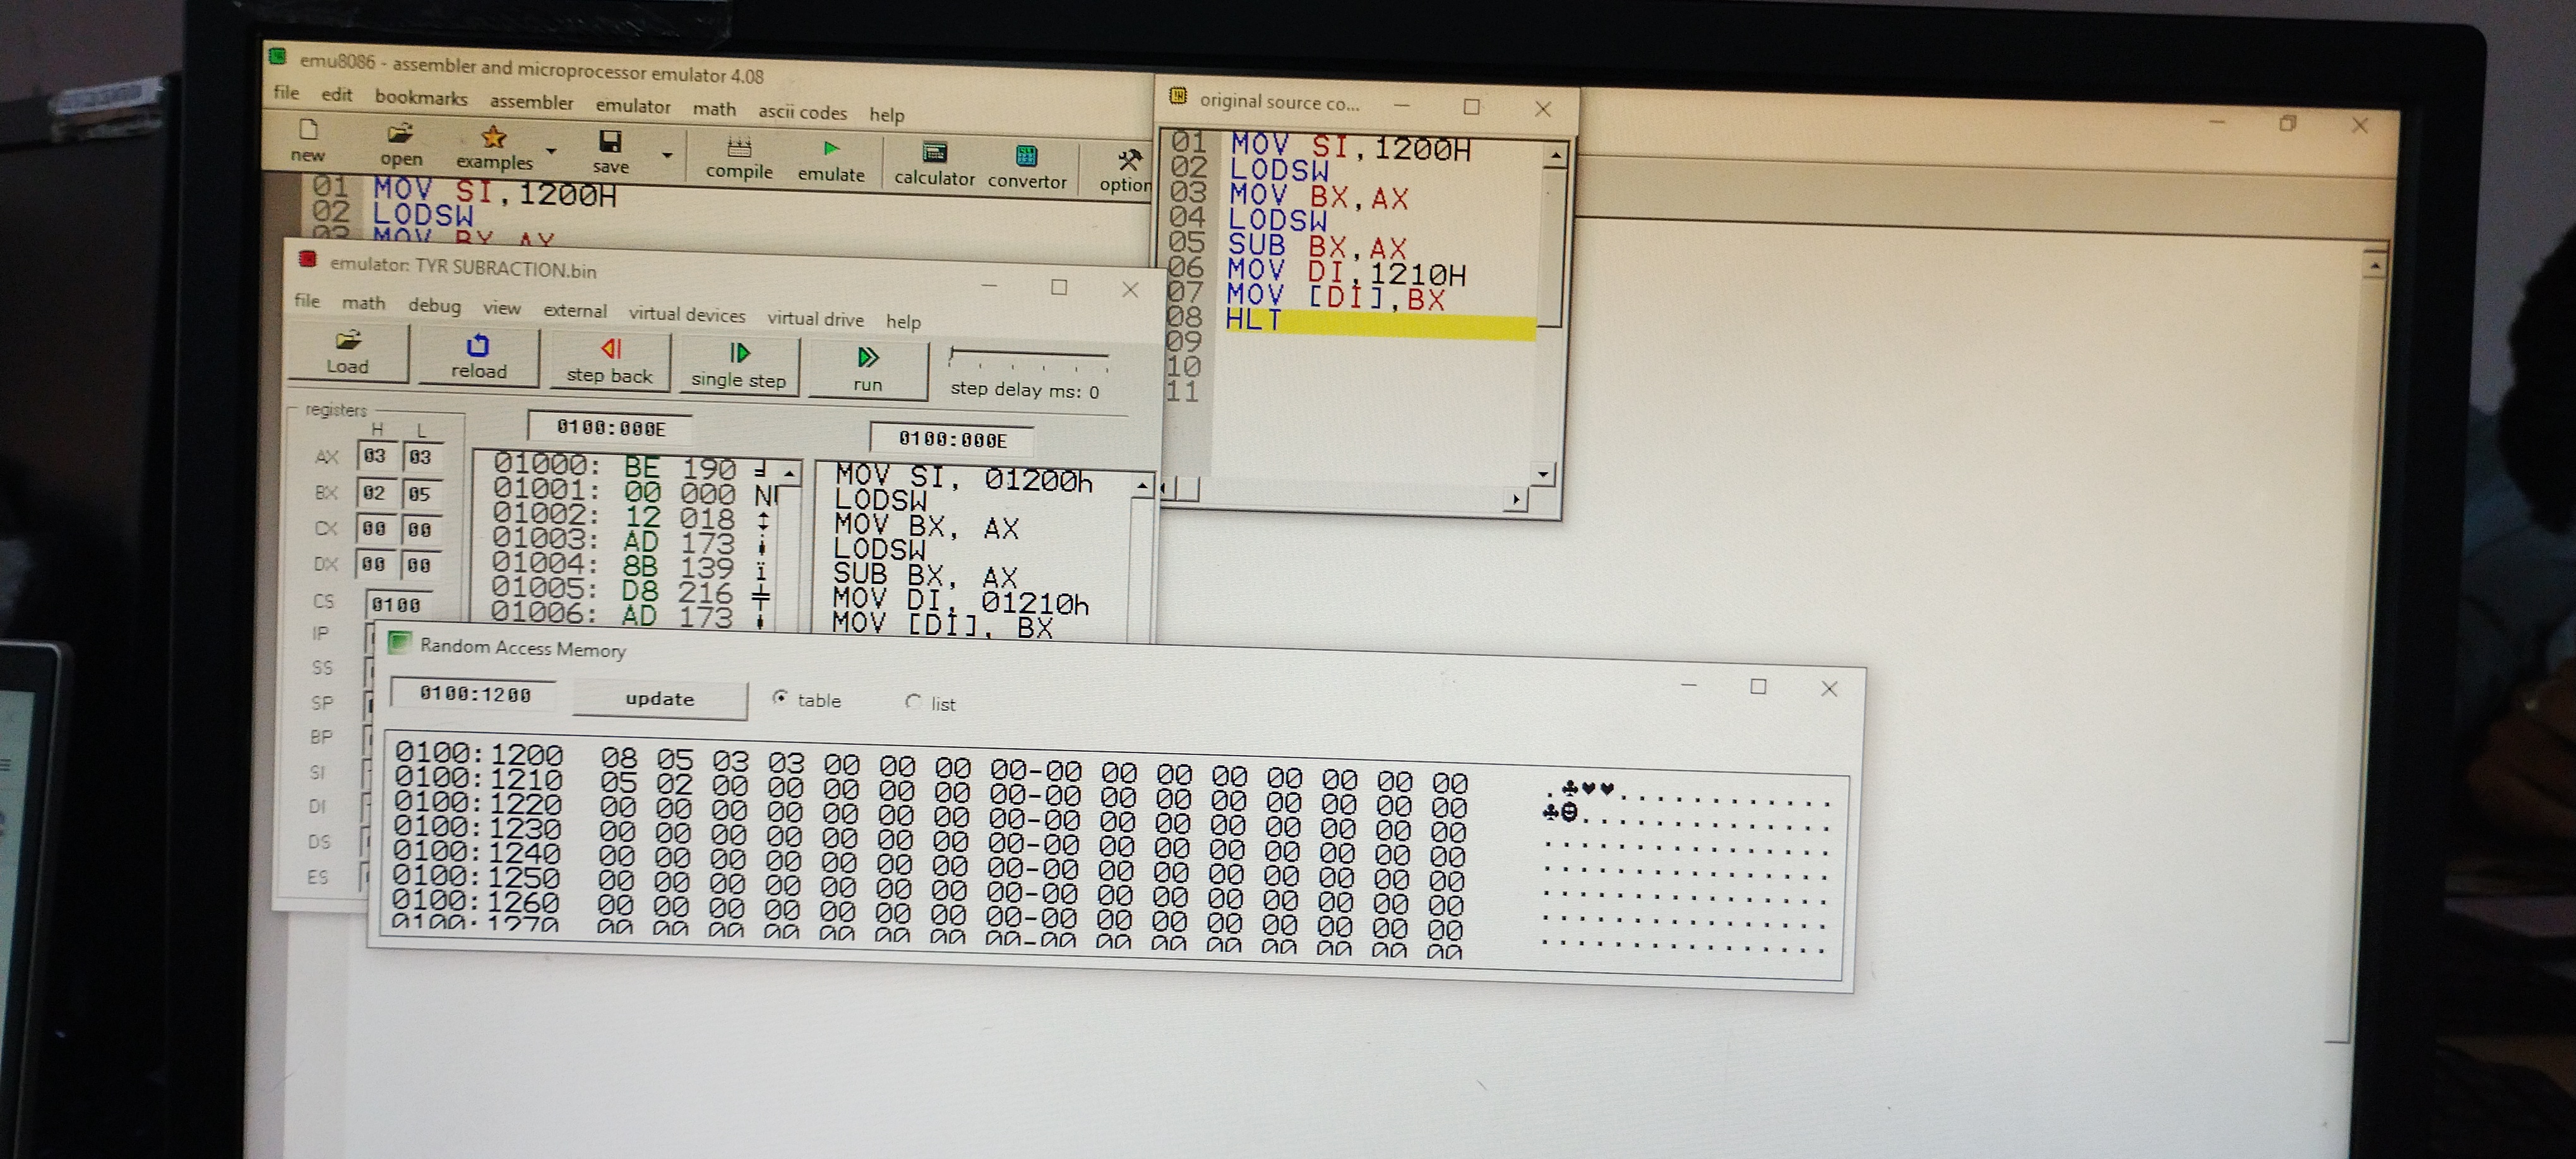 emu8086 - assembler and microprocessor emulator 4.08
file edit bookmarks assembler emulator math ascii codes help
new open examples save compile emulate calculator convertor option
01 MOV SI,1200H
02 LODSW
03 MOV BX,AX
original source co...
01 MOV SI,1200H
02 LODSW
03 MOV BX,AX
04 LODSW
05 SUB BX,AX
06 MOV DI,1210H
07 MOV [DI],BX
08 HLT
09
10
11
emulator: TYR SUBRACTION.bin
file math debug view external virtual devices virtual drive help
Load reload step back single step run step delay ms: 0
registers
H L
AX 03 03
BX 02 05
CX 00 00
DX 00 00
CS 0100
IP
SS
SP
BP
SI
DI
DS
ES
0100:000E
01000: BE 190 ╛
01001: 00 000
01002: 12 018 ↕
01003: AD 173 ¡
01004: 8B 139 ï
01005: D8 216 ╪
01006: AD 173 ¡
0100:000E
MOV SI, 01200h
LODSW
MOV BX, AX
LODSW
SUB BX, AX
MOV DI, 01210h
MOV [DI], BX
Random Access Memory
0100:1200 update table list
0100:1200 08 05 03 03 00 00 00 00-00 00 00 00 00 00 00 00 .♣♥♥............
0100:1210 05 02 00 00 00 00 00 00-00 00 00 00 00 00 00 00 ♣☻..............
0100:1220 00 00 00 00 00 00 00 00-00 00 00 00 00 00 00 00 ................
0100:1230 00 00 00 00 00 00 00 00-00 00 00 00 00 00 00 00 ................
0100:1240 00 00 00 00 00 00 00 00-00 00 00 00 00 00 00 00 ................
0100:1250 00 00 00 00 00 00 00 00-00 00 00 00 00 00 00 00 ................
0100:1260 00 00 00 00 00 00 00 00-00 00 00 00 00 00 00 00 ................
0100:1270 00 00 00 00 00 00 00 00-00 00 00 00 00 00 00 00